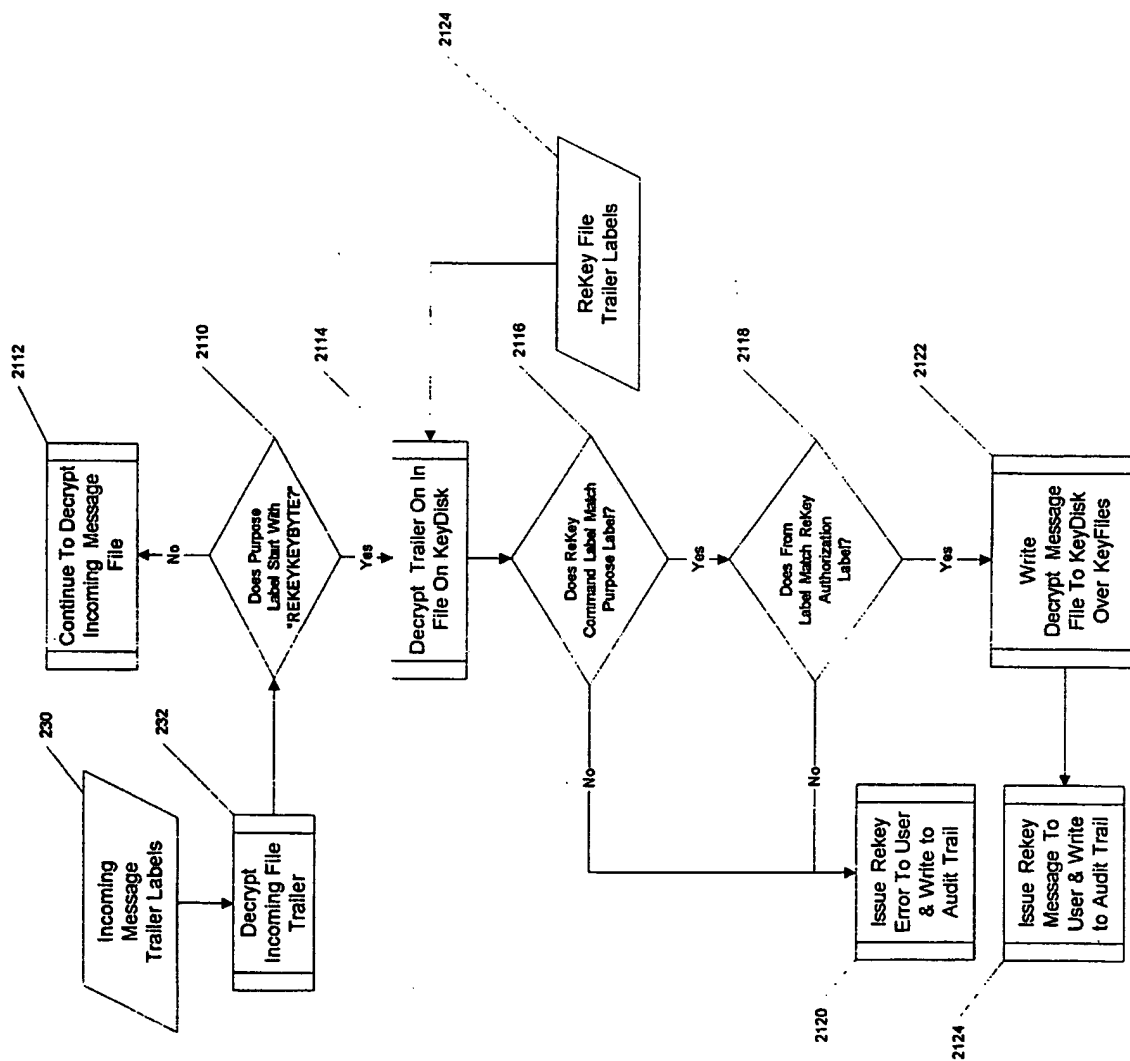 230
Incoming
Message
Trailer Labels
232
Decrypt
Incoming File
Trailer
2112
Continue To Decrypt
Incoming Message
File
No
2110
Does Purpose
Label Start With
"REKEYKEYBYTE?"
Yes
2114
Decrypt Trailer On In
File On KeyDisk
2124
ReKey File
Trailer Labels
2116
Does ReKey
Command Label Match
Purpose Label?
No
Yes
2118
Does From
Label Match ReKey
Authorization
Label?
No
Yes
2120
Issue Rekey
Error To User
& Write to
Audit Trail
2122
Write
Decrypt Message
File To KeyDisk
Over KeyFiles
2124
Issue Rekey
Message To
User & Write
to Audit Trail